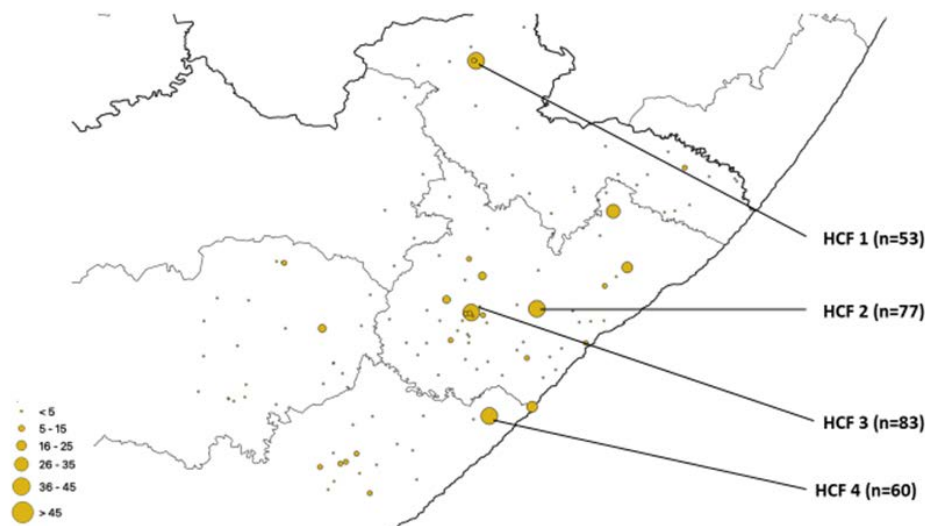 HCF 1 (n=53)
HCF 2 (n=77)
HCF 3 (n=83)
HCF 4 (n=60)
< 5
5 - 15
16 - 25
26 - 35
36 - 45
> 45